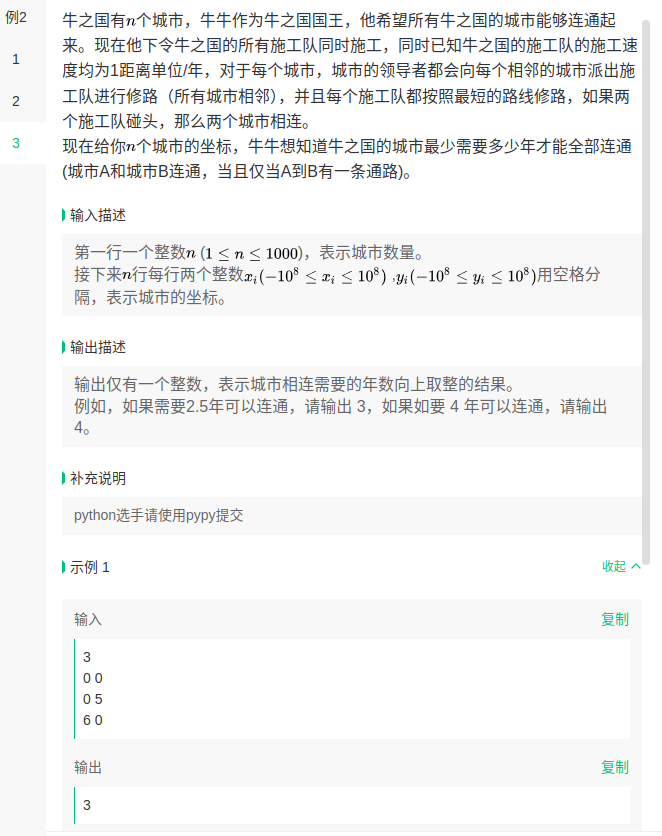 例2
1
2
3
牛之国有n个城市，牛牛作为牛之国国王，他希望所有牛之国的城市能够连通起
来。现在他下令牛之国的所有施工队同时施工，同时已知牛之国的施工队的施工速
度均为1距离单位/年，对于每个城市，城市的领导者都会向每个相邻的城市派出施
工队进行修路（所有城市相邻），并且每个施工队都按照最短的路线修路，如果两
个施工队碰头，那么两个城市相连。
现在给你n个城市的坐标，牛牛想知道牛之国的城市最少需要多少年才能全部连通
(城市A和城市B连通，当且仅当A到B有一条通路)。
输入描述
第一行一个整数n (1 ≤ n ≤ 1000)，表示城市数量。
接下来n行每行两个整数xᵢ(−10⁸ ≤ xᵢ ≤ 10⁸) ,yᵢ(−10⁸ ≤ yᵢ ≤ 10⁸)用空格分
隔，表示城市的坐标。
输出描述
输出仅有一个整数，表示城市相连需要的年数向上取整的结果。
例如，如果需要2.5年可以连通，请输出 3，如果如要 4 年可以连通，请输出
4。
补充说明
python选手请使用pypy提交
示例 1
收起
输入
复制
3
0 0
0 5
6 0
输出
复制
3